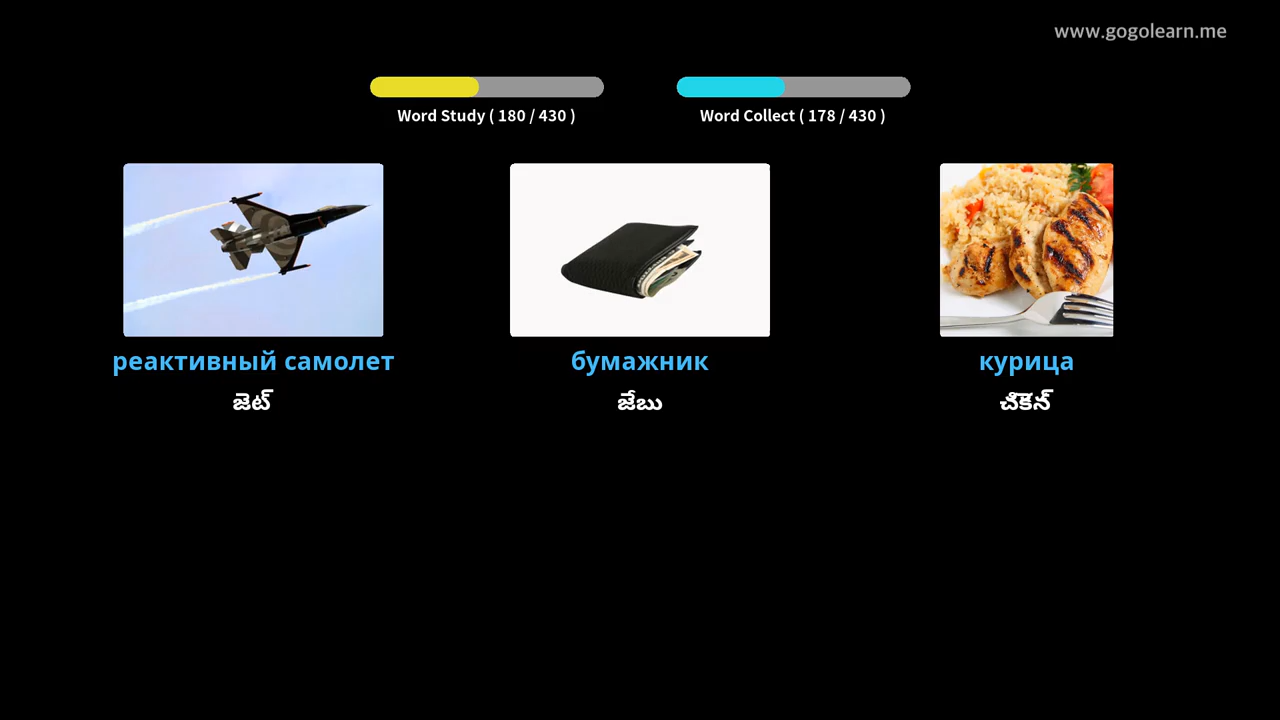 www.gogolearn.me
Word Study ( 180 / 430 )
Word Collect ( 178 / 430 )
реактивный самолет
бумажник
курица
జెట్
జేబు
చికెన్